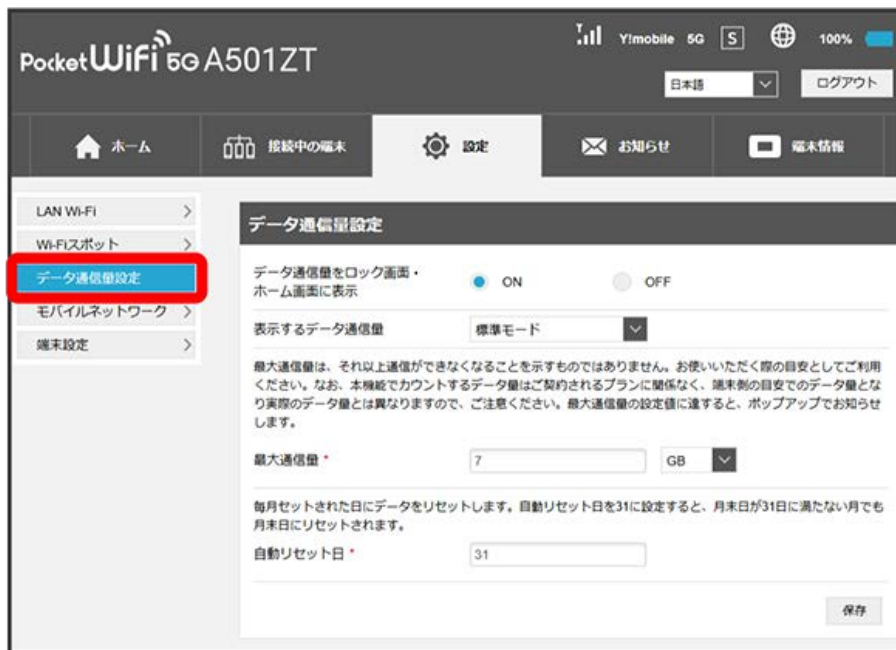 Pocket WiFi 5G A501ZT
Y!mobile 5G S 100%
日本語
ログアウト
ホーム
接続中の端末
設定
お知らせ
端末情報
LAN Wi-Fi
Wi-Fiスポット
データ通信量設定
モバイルネットワーク
端末設定
データ通信量設定
データ通信量をロック画面・
ホーム画面に表示
ON
OFF
表示するデータ通信量
標準モード
最大通信量は、それ以上通信ができなくなることを示すものではありません。お使いいただく際の目安としてご利用
ください。なお、本機能でカウントするデータ量はご契約されるプランに関係なく、端末側の目安でのデータ量とな
り実際のデータ量とは異なりますので、ご注意ください。最大通信量の設定値に達すると、ポップアップでお知らせ
します。
最大通信量 *
7
GB
毎月セットされた日にデータをリセットします。自動リセット日を31に設定すると、月末日が31日に満たない月でも
月末日にリセットされます。
自動リセット日 *
31
保存